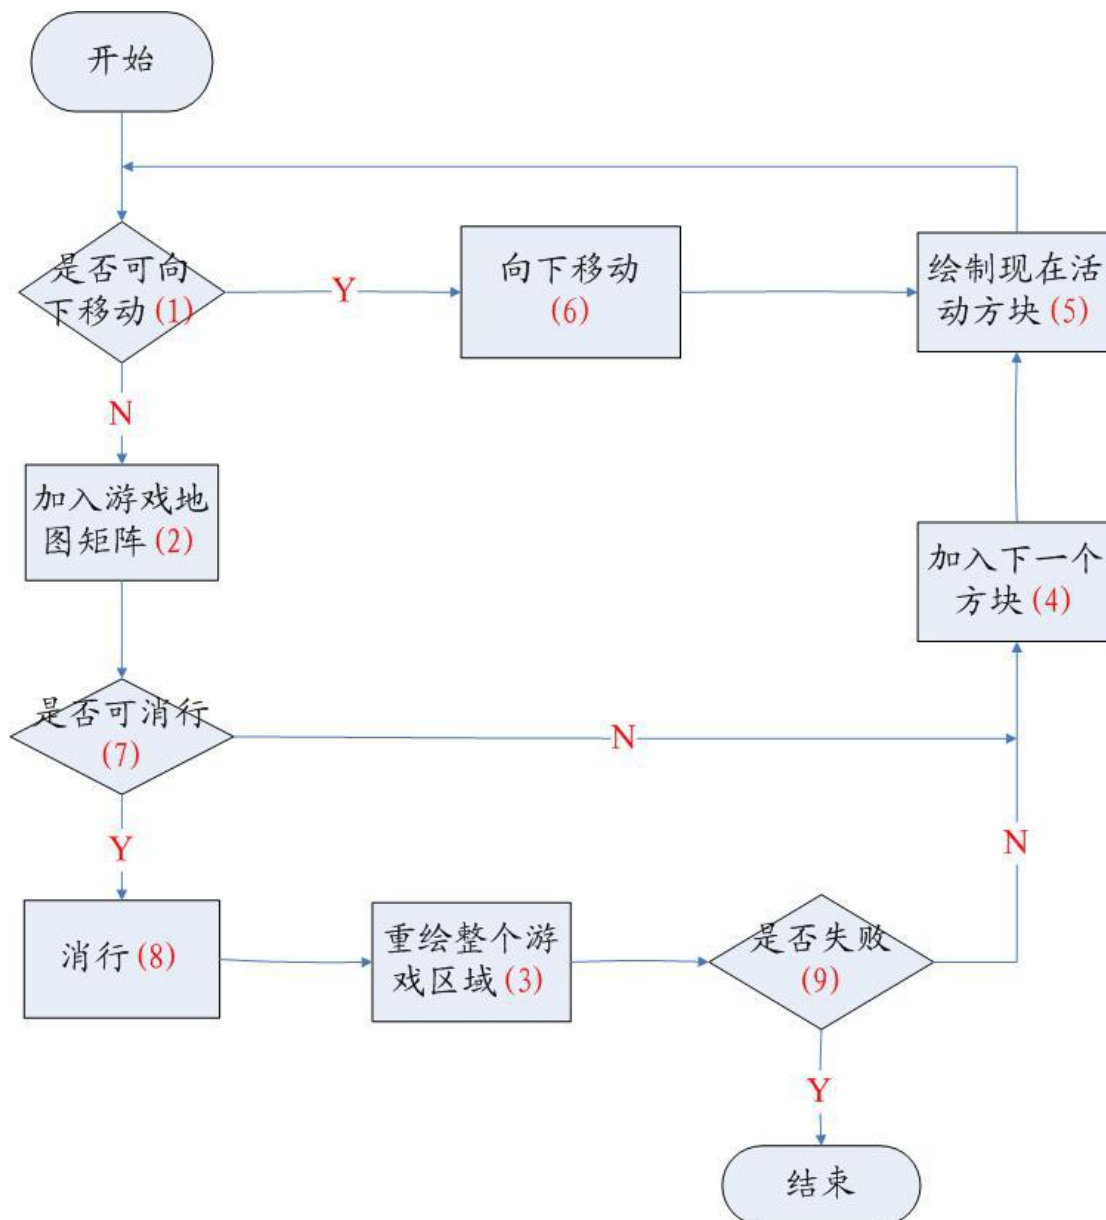 开始
是否可向
下移动(1)
Y
向下移动
(6)
绘制现在活
动方块(5)
N
加入游戏地
图矩阵(2)
加入下一个
方块(4)
是否可消行
(7)
N
Y
N
消行(8)
重绘整个游
戏区域(3)
是否失败
(9)
Y
结束